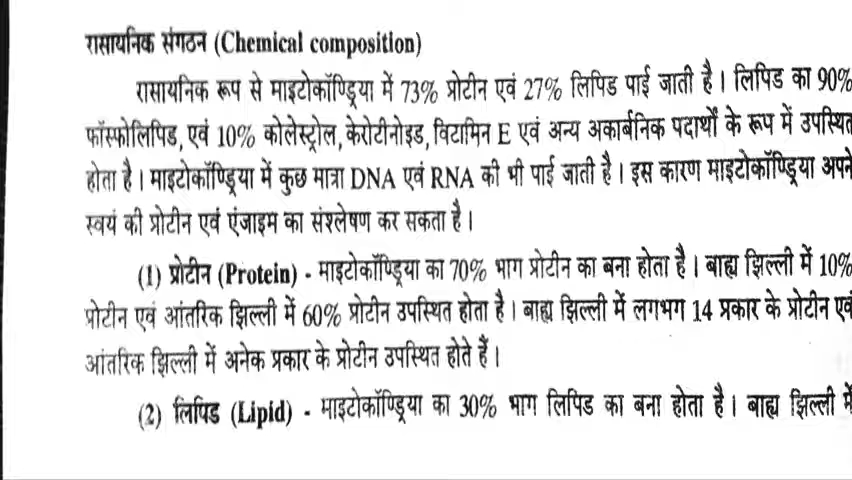 रासायनिक संगठन (Chemical composition)
रासायनिक रूप से माइटोकॉण्ड्रिया में 73% प्रोटीन एवं 27% लिपिड पाई जाती है। लिपिड का 90%
फॉस्फोलिपिड, एवं 10% कोलेस्ट्रोल, केरोटीनोइड, विटामिन E एवं अन्य अकार्बनिक पदार्थो के रूप में उपस्थित
होता है। माइटोकॉण्ड्रिया में कुछ मात्रा DNA एवं RNA की भी पाई जाती है। इस कारण माइटोकॉण्ड्रिया अपने
स्वयं की प्रोटीन एवं एंजाइम का संश्लेषण कर सकता है।
(1) प्रोटीन (Protein) - माइटोकॉण्ड्रिया का 70% भाग प्रोटीन का बना होता है। बाह्य झिल्ली में 10%
प्रोटीन एवं आंतरिक झिल्ली में 60% प्रोटीन उपस्थित होता है। बाह्य झिल्ली में लगभग 14 प्रकार के प्रोटीन एवं
आंतरिक झिल्ली में अनेक प्रकार के प्रोटीन उपस्थित होते हैं।
(2) लिपिड (Lipid) - माइटोकॉण्ड्रिया का 30% भाग लिपिड का बना होता है। बाह्य झिल्ली में